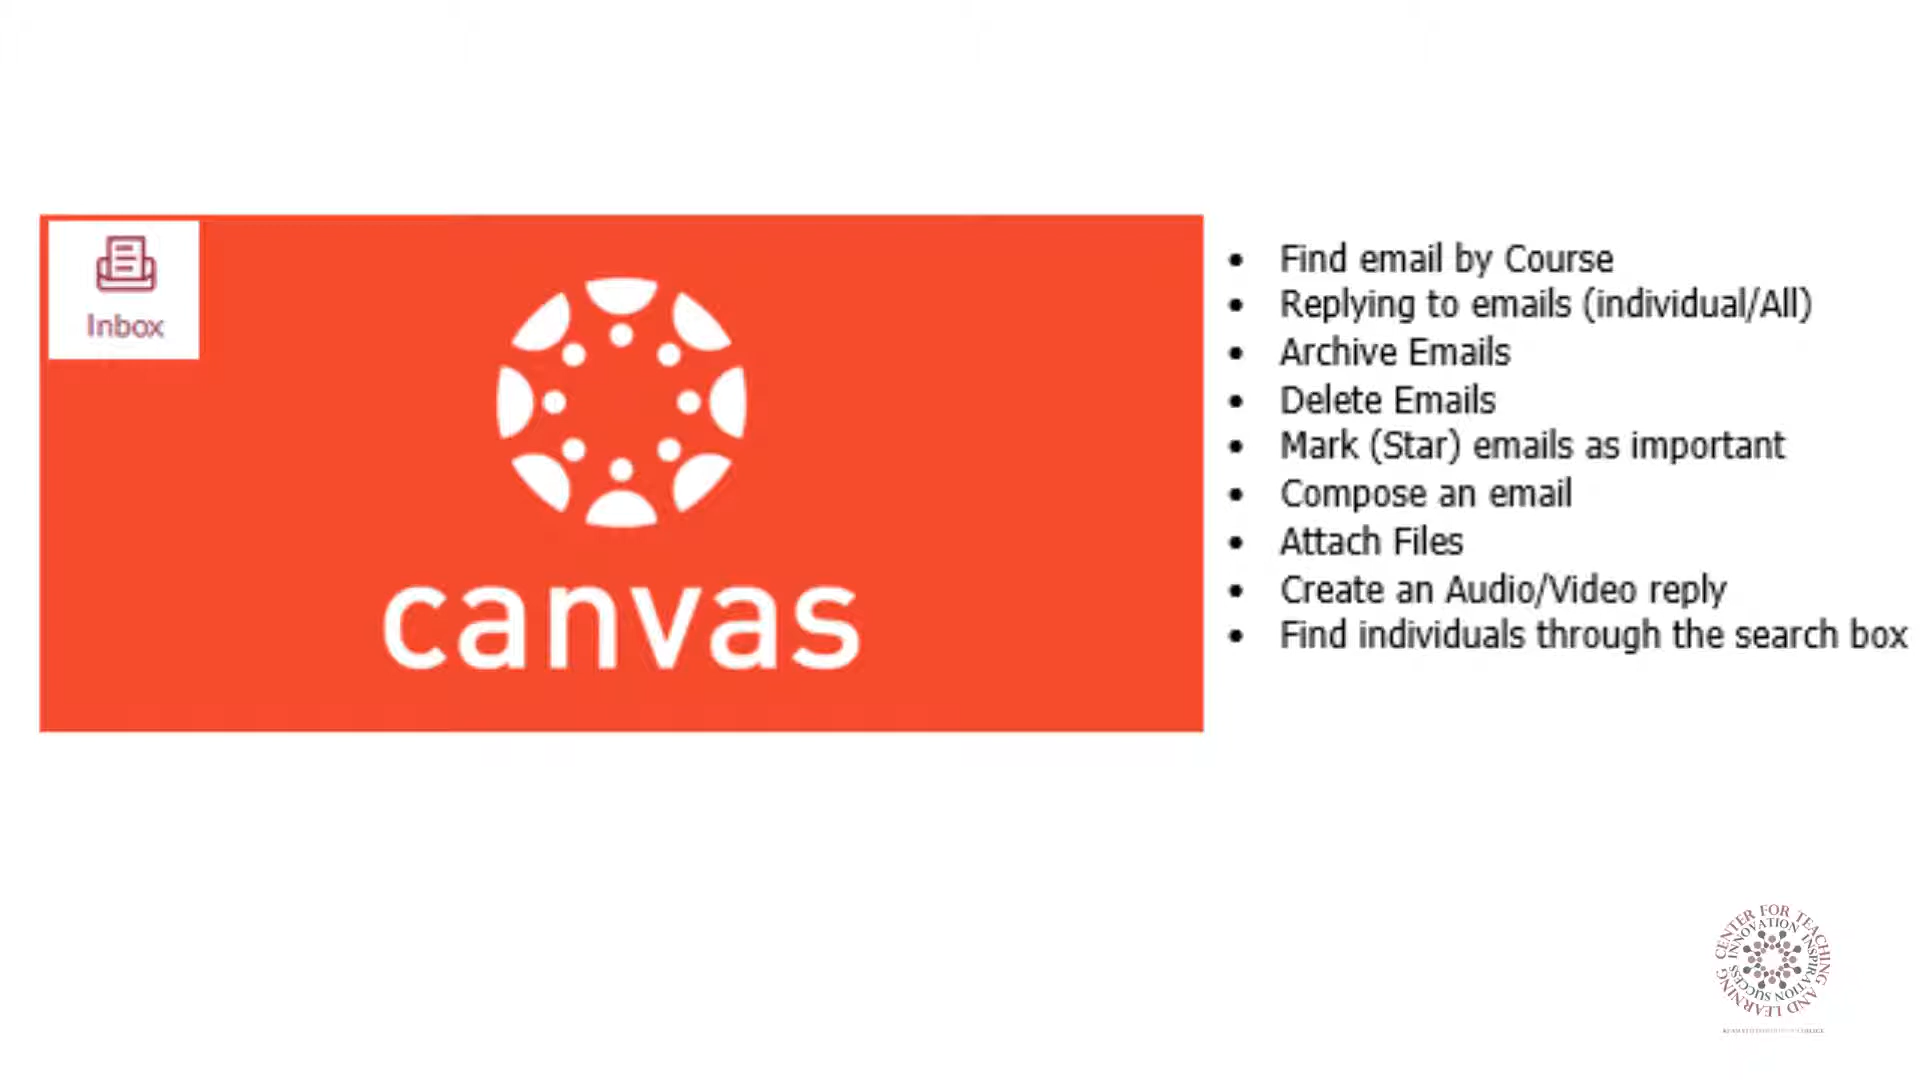 Inbox
canvas
• Find email by Course
• Replying to emails (individual/All)
• Archive Emails
• Delete Emails
• Mark (Star) emails as important
• Compose an email
• Attach Files
• Create an Audio/Video reply
• Find individuals through the search box
CENTER FOR TEACHING AND LEARNING
INNOVATION INSPIRATION SUCCESS